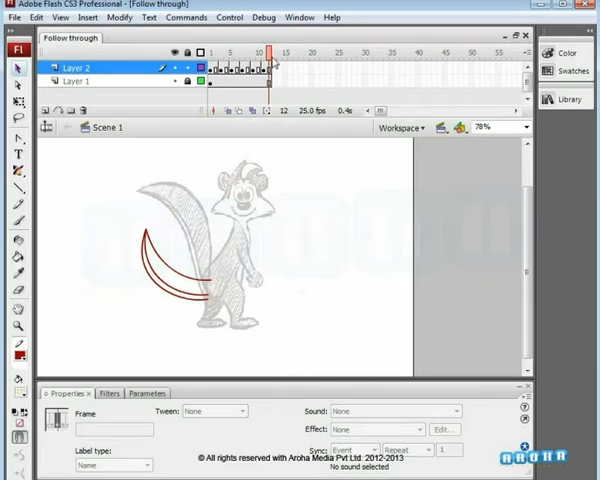 Adobe Flash CS3 Professional - [Follow through]
File Edit View Insert Modify Text Commands Control Debug Window Help
Follow through
1 5 10 15 20 25 30 35 40 45 50 55
Layer 2
Layer 1
12 25.0 fps 0.4s
Scene 1 Workspace 78%
Color
Swatches
Library
Properties × Filters Parameters
Frame Tween: None Sound: None
Effect: None Edit...
Label type: Sync: Event Repeat 1
Name No sound selected
© All rights reserved with Aroha Media Pvt Ltd. 2012-2013
AROHA